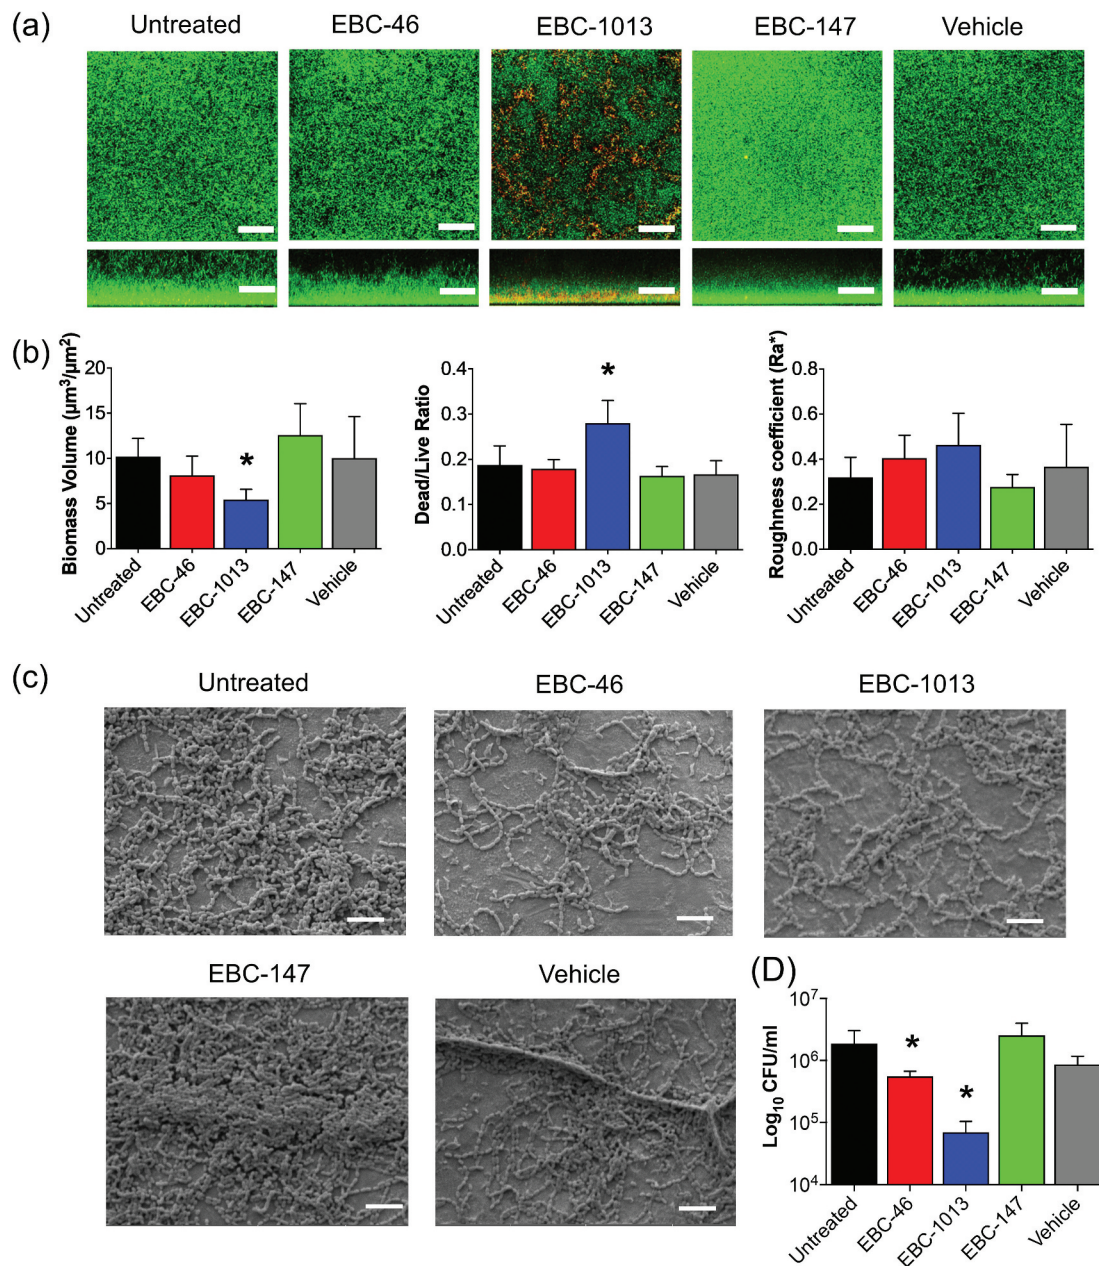 (a)
Untreated
EBC-46
EBC-1013
EBC-147
Vehicle
(b)
Biomass Volume (µm³/µm²)
20
15
10
5
0
*
Untreated
EBC-46
EBC-1013
EBC-147
Vehicle
Dead/Live Ratio
0.4
0.3
0.2
0.1
0.0
*
Untreated
EBC-46
EBC-1013
EBC-147
Vehicle
Roughness coefficient (Ra*)
0.8
0.6
0.4
0.2
0.0
Untreated
EBC-46
EBC-1013
EBC-147
Vehicle
(c)
Untreated
EBC-46
EBC-1013
EBC-147
Vehicle
(D)
Log₁₀ CFU/ml
10⁷
10⁶
10⁵
10⁴
*
*
Untreated
EBC-46
EBC-1013
EBC-147
Vehicle